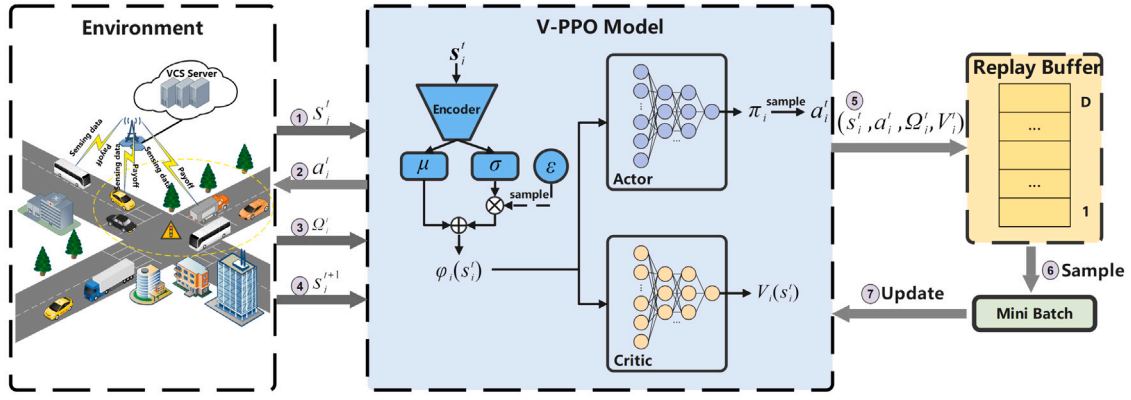 Environment
VCS Server
Sensing data
Payoff
Sensing data
Payoff
Sensing data
Payoff
1 s_i^t
2 a_i^t
3 Ω_i^t
4 s_i^{t+1}
V-PPO Model
s_i^t
Encoder
μ
σ
ε
sample
φ_i(s_i^t)
...
Actor
π_i
sample
a_i^t
...
Critic
V_i(s_i^t)
5
(s_i^t, a_i^t, Ω_i^t, V_i^t)
Replay Buffer
D
...
...
1
6 Sample
7 Update
Mini Batch